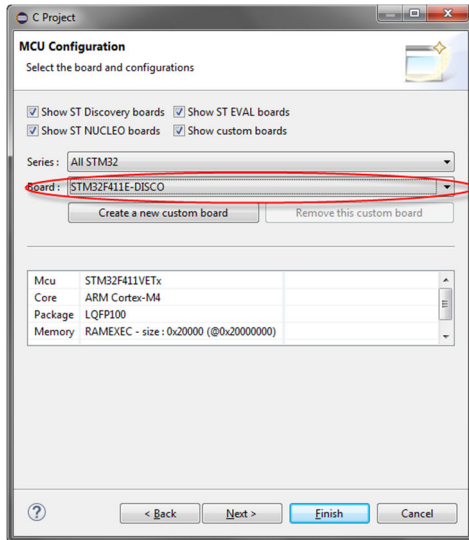 C Project
MCU Configuration
Select the board and configurations
Show ST Discovery boards Show ST EVAL boards
Show ST NUCLEO boards Show custom boards
Series : All STM32
Board : STM32F411E-DISCO
Create a new custom board Remove this custom board
Mcu STM32F411VETx
Core ARM Cortex-M4
Package LQFP100
Memory RAMEXEC - size : 0x20000 (@0x20000000)
? < Back Next > Finish Cancel